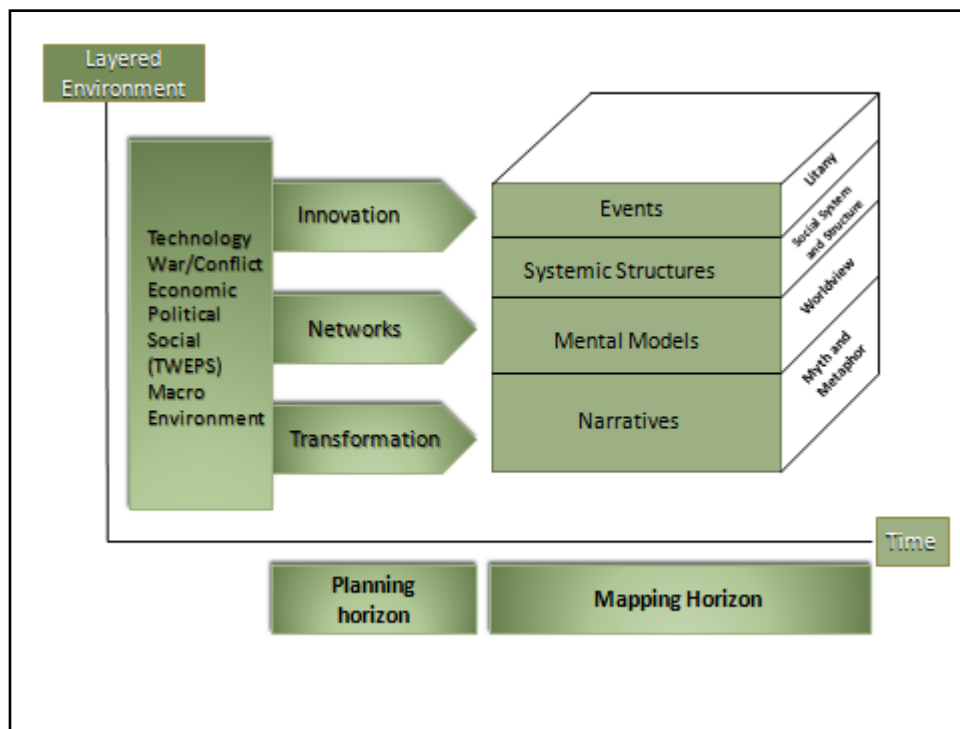 Layered
Environment
Technology
War/Conflict
Economic
Political
Social
(TWEPS)
Macro
Environment
Innovation
Networks
Transformation
Events
Systemic Structures
Mental Models
Narratives
Litany
Social System
and Structure
Worldview
Myth and
Metaphor
Time
Planning
horizon
Mapping Horizon